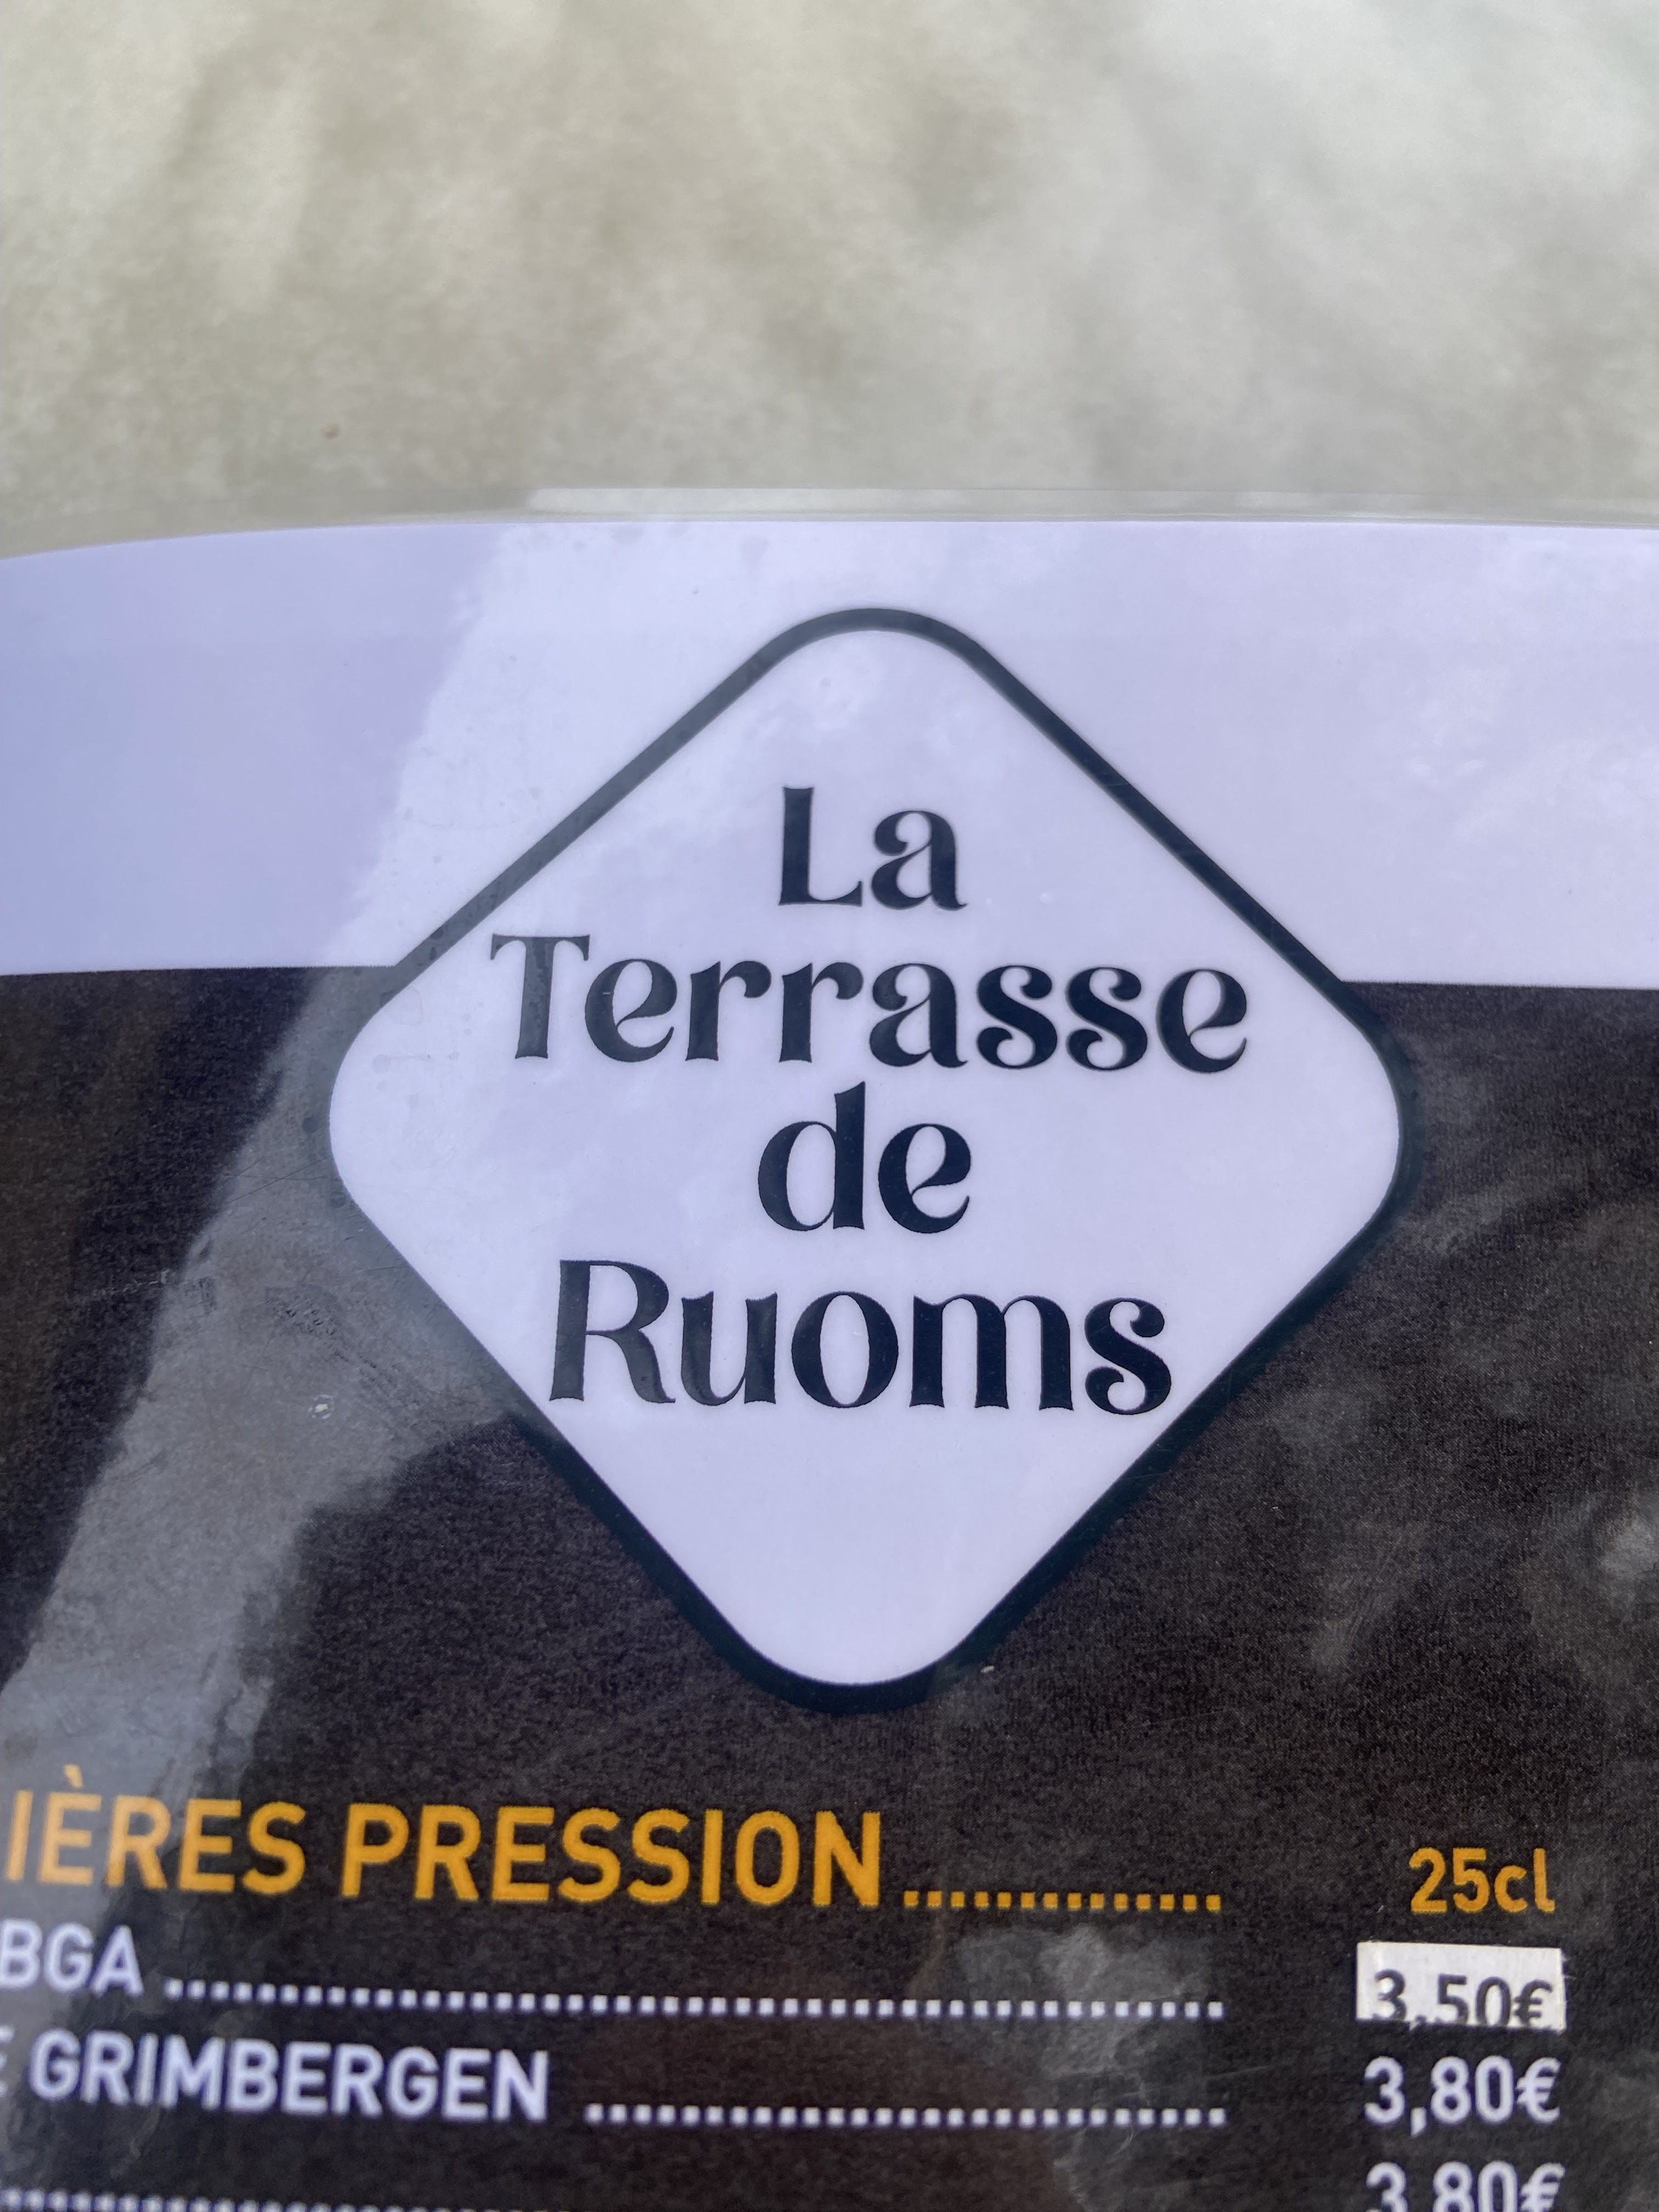 La
Terrasse
de
Ruoms
IÈRES PRESSION .............. 25cl
BGA .............................. 3,50€
GRIMBERGEN .............................. 3,80€
3,80€